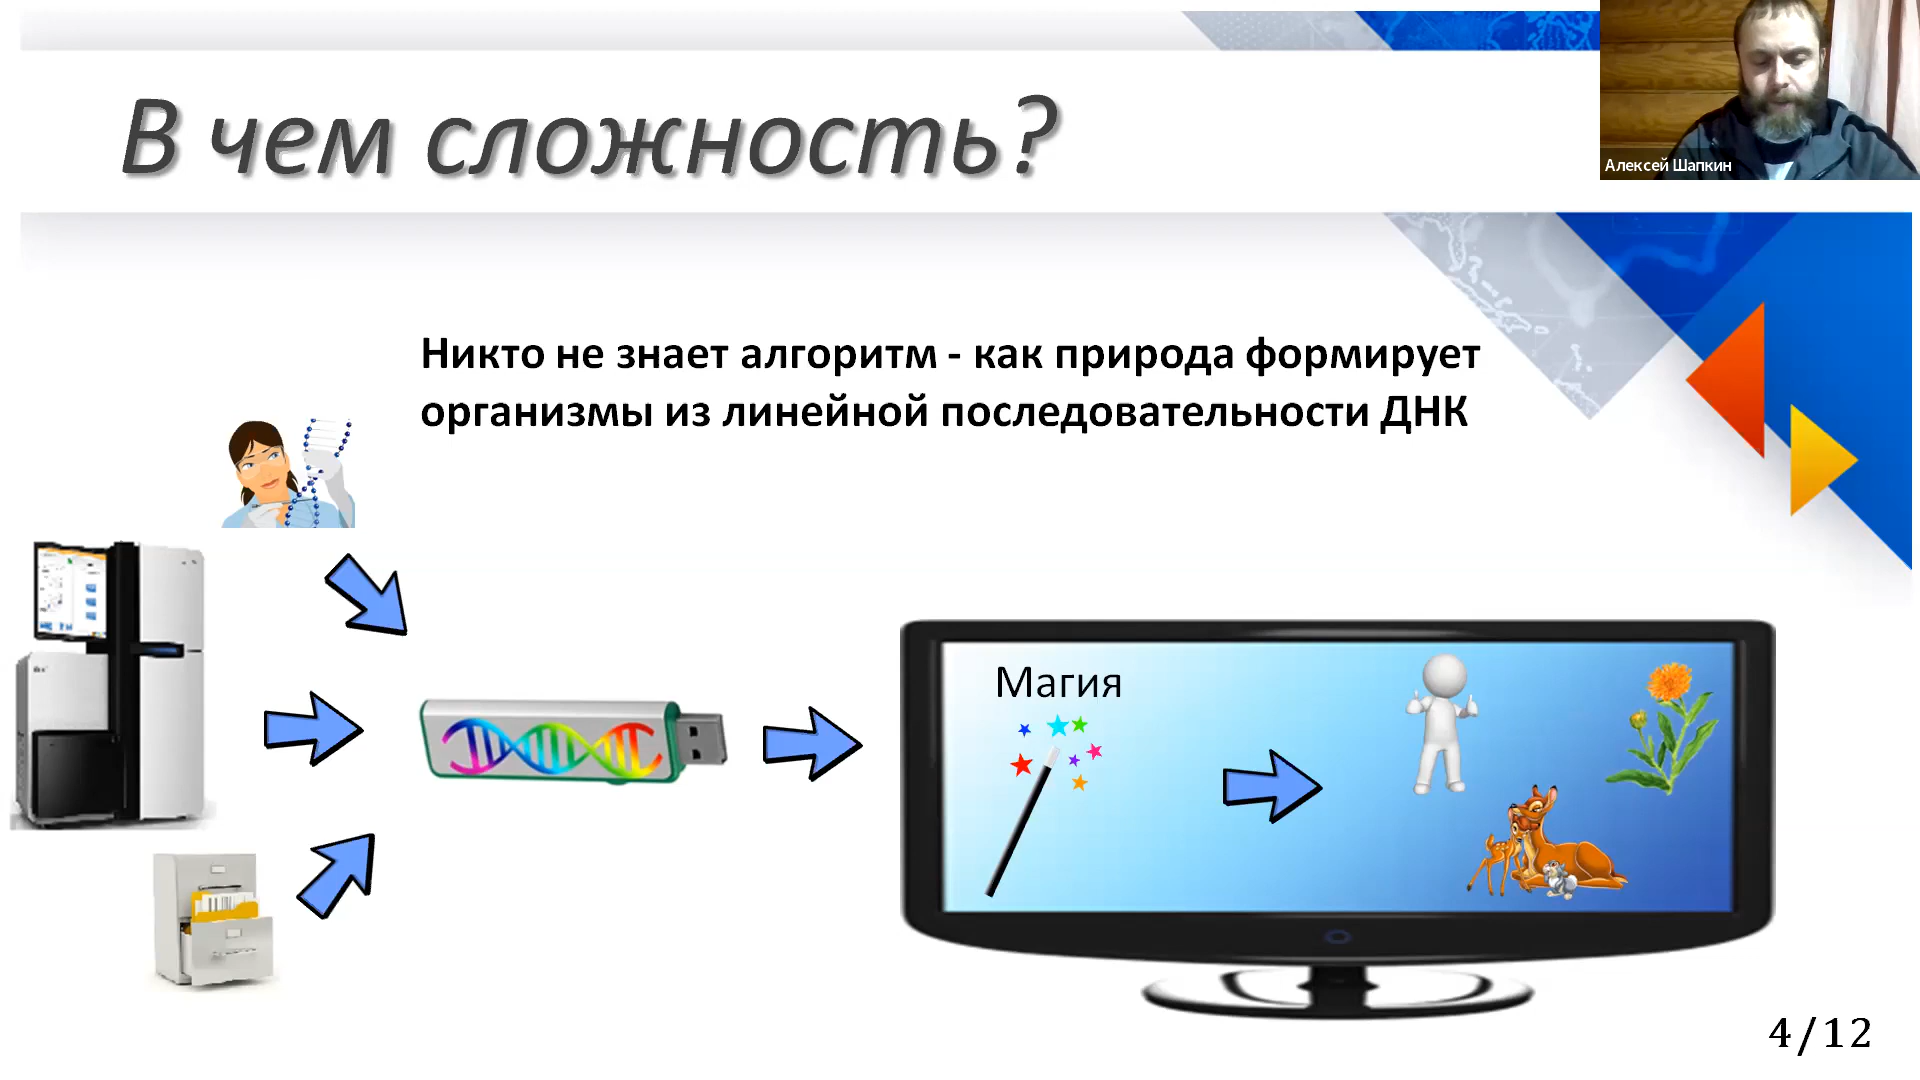 В чем сложность?
Алексей Шапкин
Никто не знает алгоритм - как природа формирует
организмы из линейной последовательности ДНК
Магия
4/12